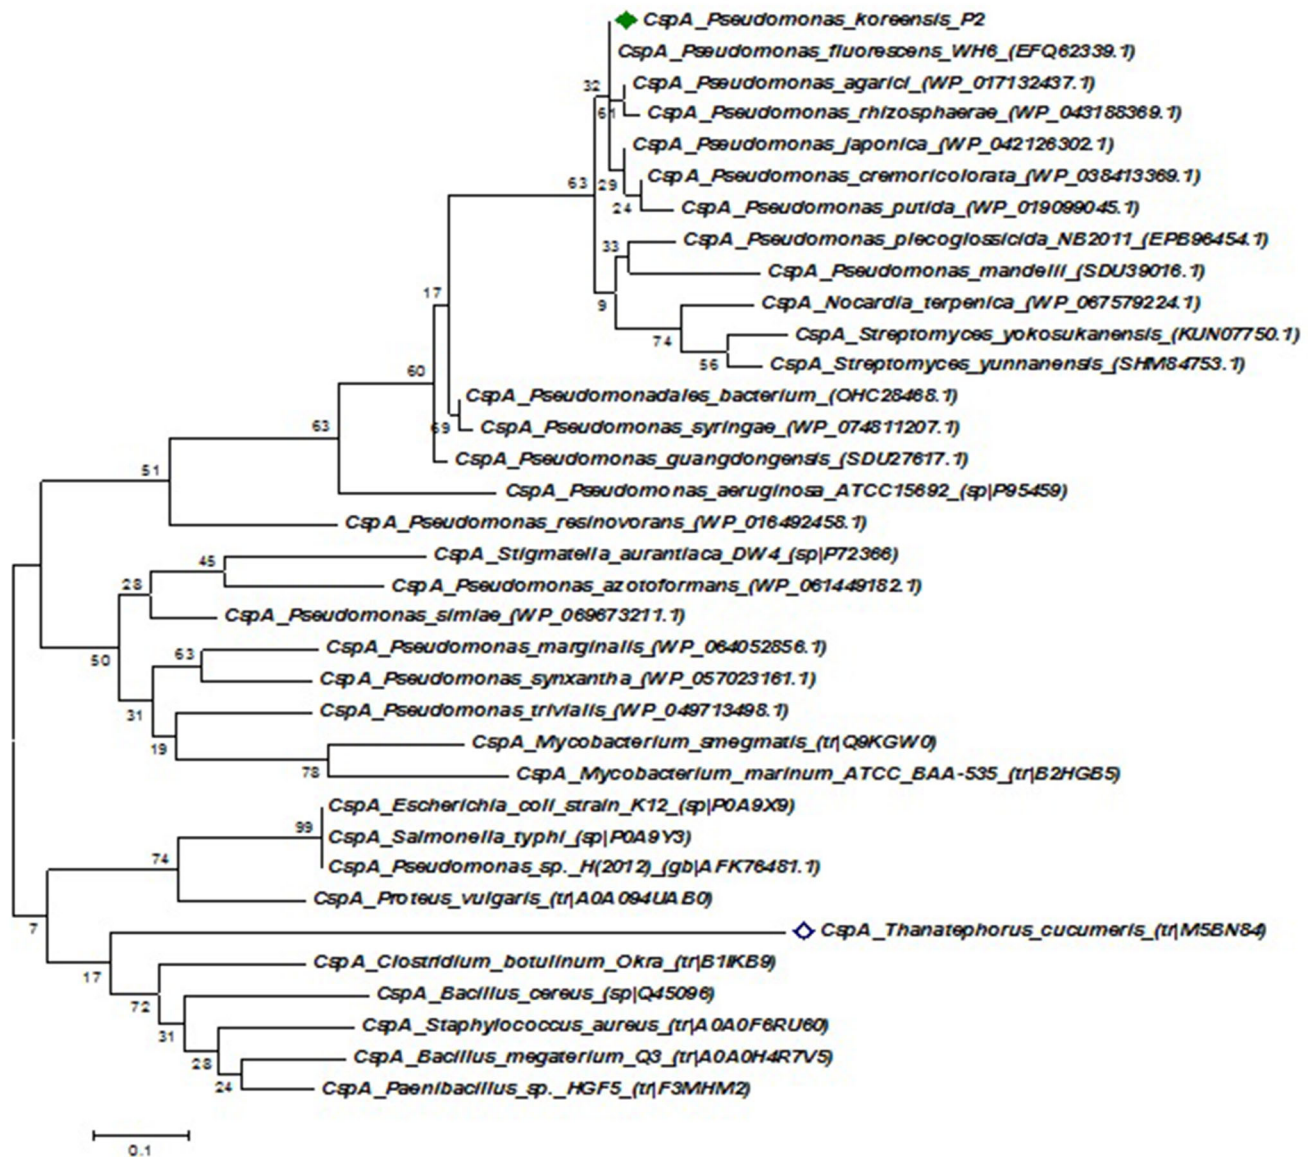 CspA_Pseudomonas_koreensis_P2
CspA_Pseudomonas_fluorescens_WH6_(EFQ62339.1)
32
CspA_Pseudomonas_agarici_(WP_017132437.1)
61
CspA_Pseudomonas_rhizosphaerae_(WP_043188369.1)
CspA_Pseudomonas_japonica_(WP_042126302.1)
63
29
CspA_Pseudomonas_cremoricolorata_(WP_038413369.1)
24
CspA_Pseudomonas_putida_(WP_019099045.1)
33
CspA_Pseudomonas_plecoglossicida_NB2011_(EPB96454.1)
CspA_Pseudomonas_mandelii_(SDU39016.1)
17
9
CspA_Nocardia_terpenica_(WP_067579224.1)
74
CspA_Streptomyces_yokosukanensis_(KUN07750.1)
56
CspA_Streptomyces_yunnanensis_(SHM84753.1)
60
CspA_Pseudomonadales_bacterium_(OHC28468.1)
63
69
CspA_Pseudomonas_syringae_(WP_074811207.1)
CspA_Pseudomonas_guangdongensis_(SDU27617.1)
51
CspA_Pseudomonas_aeruginosa_ATCC15692_(sp|P95459)
CspA_Pseudomonas_resinovorans_(WP_016492458.1)
45
CspA_Stigmatella_aurantiaca_DW4_(sp|P72366)
28
CspA_Pseudomonas_azotoformans_(WP_061449182.1)
CspA_Pseudomonas_simiae_(WP_069673211.1)
50
63
CspA_Pseudomonas_marginalis_(WP_064052856.1)
CspA_Pseudomonas_synxantha_(WP_057023161.1)
31
CspA_Pseudomonas_trivialis_(WP_049713498.1)
19
CspA_Mycobacterium_smegmatis_(tr|Q9KGW0)
78
CspA_Mycobacterium_marinum_ATCC_BAA-535_(tr|B2HGB5)
CspA_Escherichia_coli_strain_K12_(sp|P0A9X9)
99
CspA_Salmonella_typhi_(sp|P0A9Y3)
74
CspA_Pseudomonas_sp._H(2012)_(gb|AFK76481.1)
CspA_Proteus_vulgaris_(tr|A0A094UAB0)
7
CspA_Thanatephorus_cucumeris_(tr|M5BN84)
17
CspA_Clostridium_botulinum_Okra_(tr|B1IKB9)
72
CspA_Bacillus_cereus_(sp|Q45096)
31
CspA_Staphylococcus_aureus_(tr|A0A0F6RU60)
28
CspA_Bacillus_megaterium_Q3_(tr|A0A0H4R7V5)
24
CspA_Paenibacillus_sp._HGF5_(tr|F3MHM2)
0.1